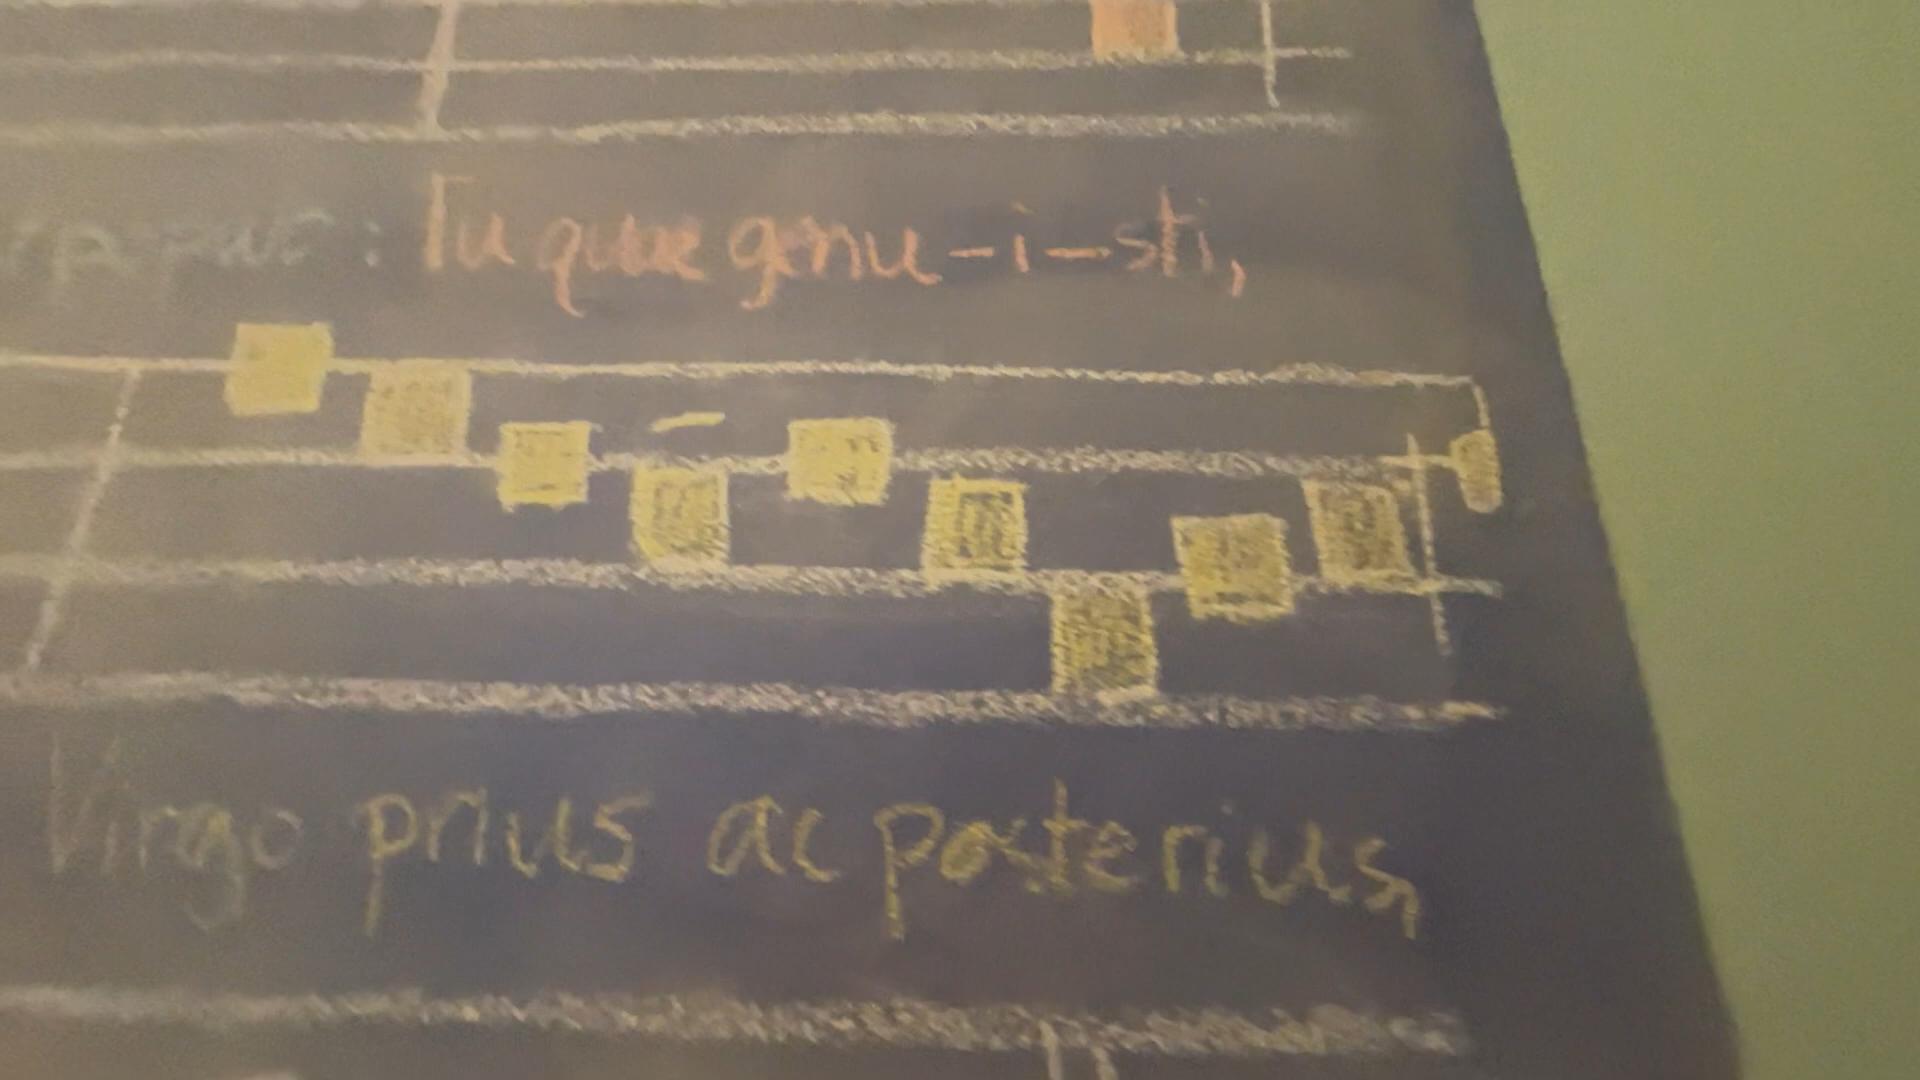 : Tu quae genu-i-sti,
Virgo prius ac posterius,